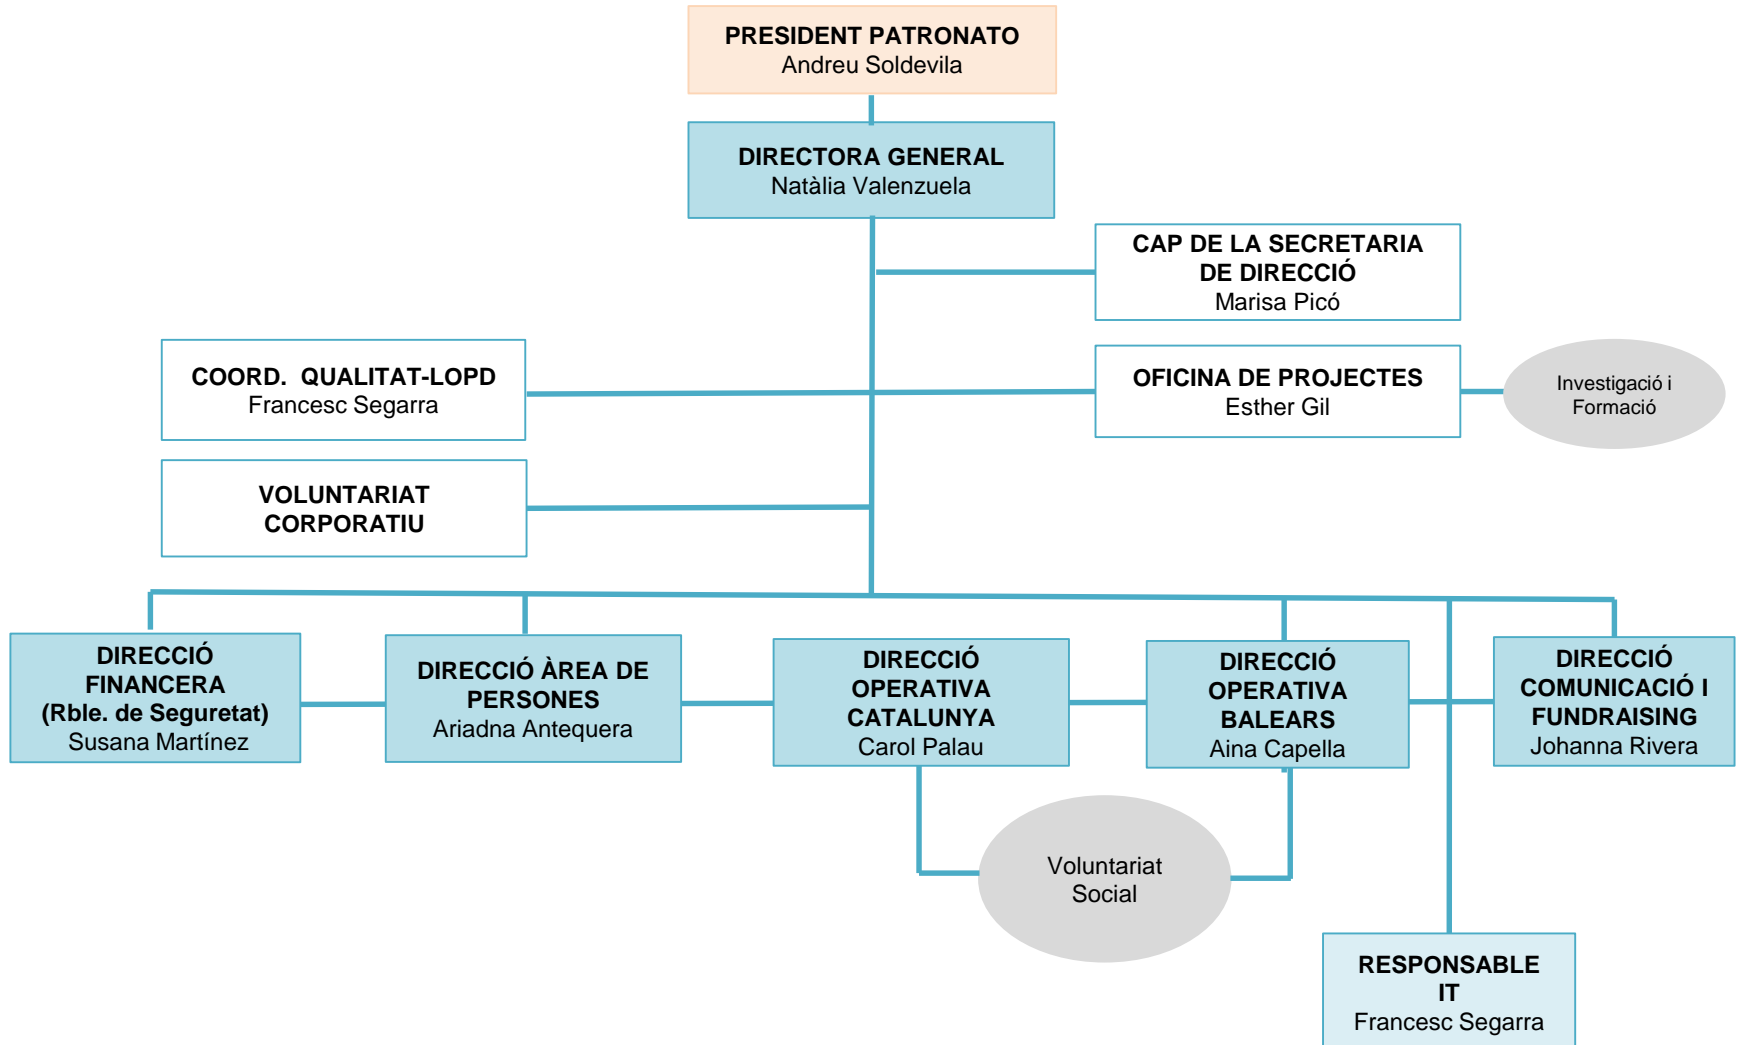 PRESIDENT PATRONATO
Andreu Soldevila
DIRECTORA GENERAL
Natàlia Valenzuela
CAP DE LA SECRETARIA
DE DIRECCIÓ
Marisa Picó
COORD.  QUALITAT-LOPD
Francesc Segarra
OFICINA DE PROJECTES
Esther Gil
Investigació i
Formació
VOLUNTARIAT
CORPORATIU
DIRECCIÓ
FINANCERA
(Rble. de Seguretat)
Susana Martínez
DIRECCIÓ ÀREA DE
PERSONES
Ariadna Antequera
DIRECCIÓ
OPERATIVA
CATALUNYA
Carol Palau
DIRECCIÓ
OPERATIVA
BALEARS
Aina Capella
DIRECCIÓ
COMUNICACIÓ I
FUNDRAISING
Johanna Rivera
Voluntariat
Social
RESPONSABLE
IT
Francesc Segarra